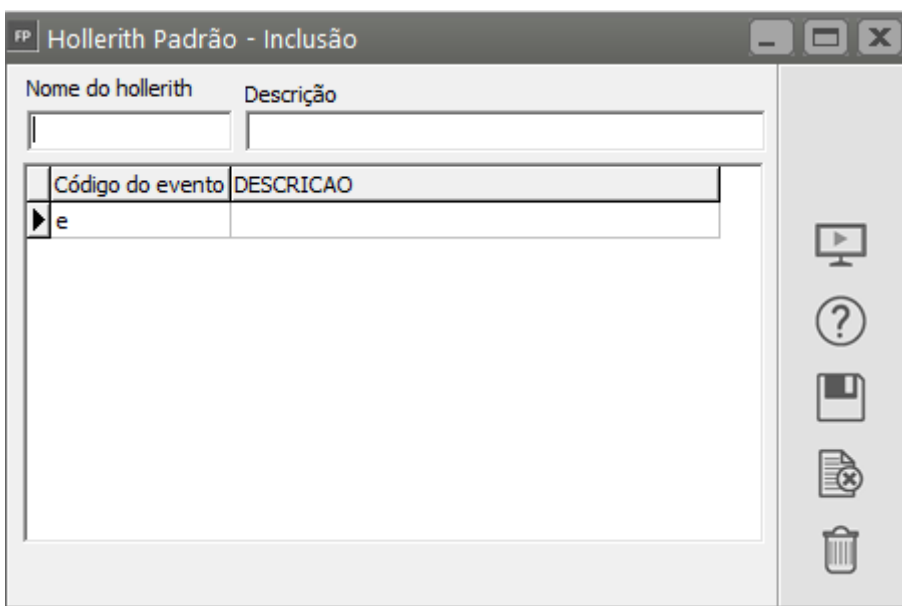 FP Hollerith Padrão - Inclusão
Nome do hollerith Descrição
Código do evento DESCRICAO
e